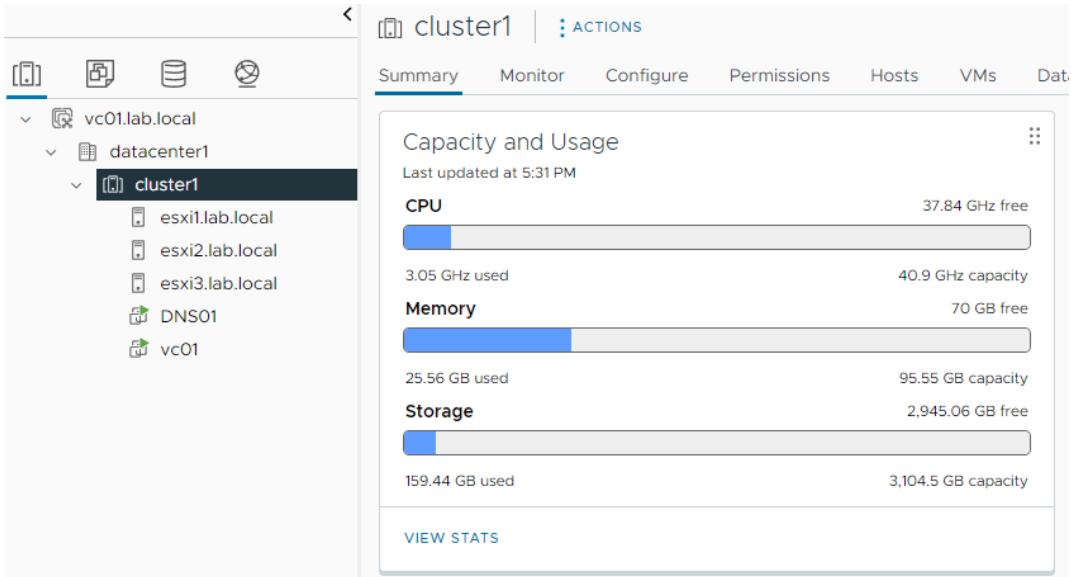 cluster1
ACTIONS
Summary Monitor Configure Permissions Hosts VMs Dat
vc01.lab.local
datacenter1
cluster1
esxi1.lab.local
esxi2.lab.local
esxi3.lab.local
DNS01
vc01
Capacity and Usage
Last updated at 5:31 PM
CPU
37.84 GHz free
3.05 GHz used
40.9 GHz capacity
Memory
70 GB free
25.56 GB used
95.55 GB capacity
Storage
2,945.06 GB free
159.44 GB used
3,104.5 GB capacity
VIEW STATS